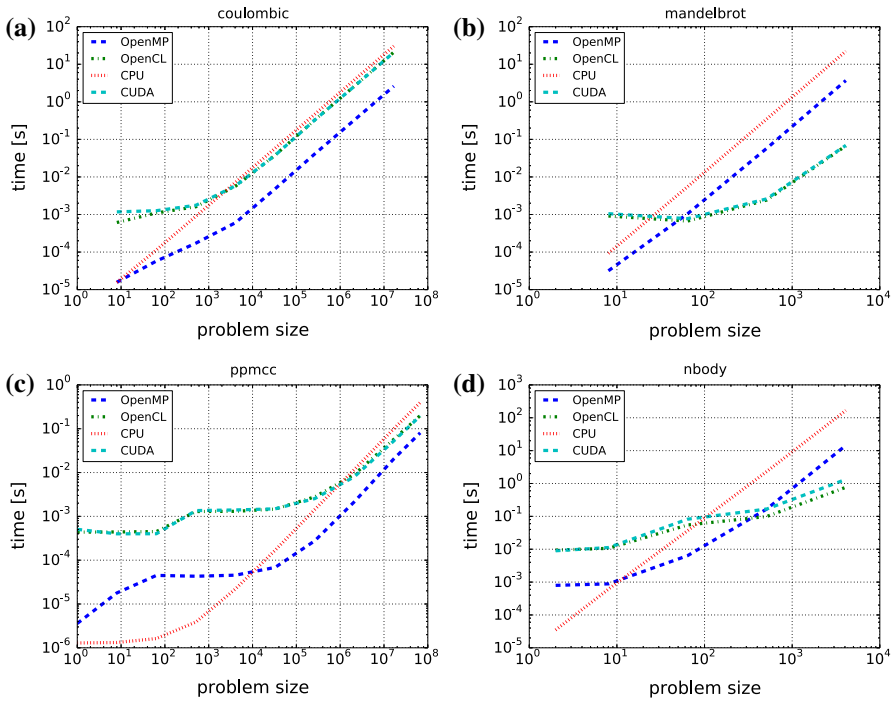 (a)
coulombic
OpenMP
OpenCL
CPU
CUDA
10^2
10^1
10^0
10^-1
10^-2
10^-3
10^-4
10^-5
time [s]
10^0 10^1 10^2 10^3 10^4 10^5 10^6 10^7 10^8
problem size
(b)
mandelbrot
OpenMP
OpenCL
CPU
CUDA
10^2
10^1
10^0
10^-1
10^-2
10^-3
10^-4
10^-5
time [s]
10^0 10^1 10^2 10^3 10^4
problem size
(c)
ppmcc
OpenMP
OpenCL
CPU
CUDA
10^0
10^-1
10^-2
10^-3
10^-4
10^-5
10^-6
time [s]
10^0 10^1 10^2 10^3 10^4 10^5 10^6 10^7 10^8
problem size
(d)
nbody
OpenMP
OpenCL
CPU
CUDA
10^3
10^2
10^1
10^0
10^-1
10^-2
10^-3
10^-4
10^-5
time [s]
10^0 10^1 10^2 10^3 10^4
problem size